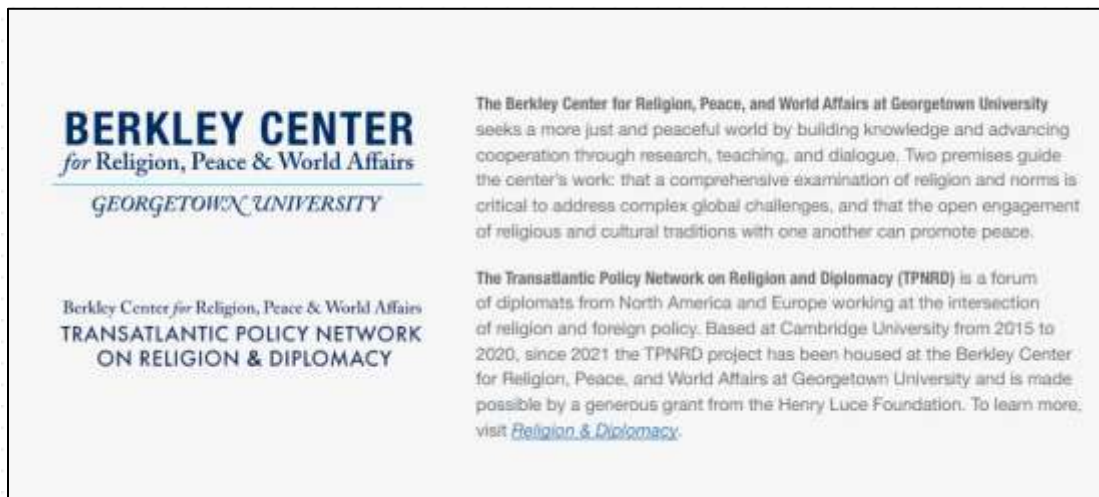 BERKLEY CENTER
for Religion, Peace & World Affairs
GEORGETOWN UNIVERSITY
The Berkley Center for Religion, Peace, and World Affairs at Georgetown University
seeks a more just and peaceful world by building knowledge and advancing
cooperation through research, teaching, and dialogue. Two premises guide
the center's work: that a comprehensive examination of religion and norms is
critical to address complex global challenges, and that the open engagement
of religious and cultural traditions with one another can promote peace.
Berkley Center for Religion, Peace & World Affairs
TRANSATLANTIC POLICY NETWORK
ON RELIGION & DIPLOMACY
The Transatlantic Policy Network on Religion and Diplomacy (TPNRD) is a forum
of diplomats from North America and Europe working at the intersection
of religion and foreign policy. Based at Cambridge University from 2015 to
2020, since 2021 the TPNRD project has been housed at the Berkley Center
for Religion, Peace, and World Affairs at Georgetown University and is made
possible by a generous grant from the Henry Luce Foundation. To learn more,
visit Religion & Diplomacy.